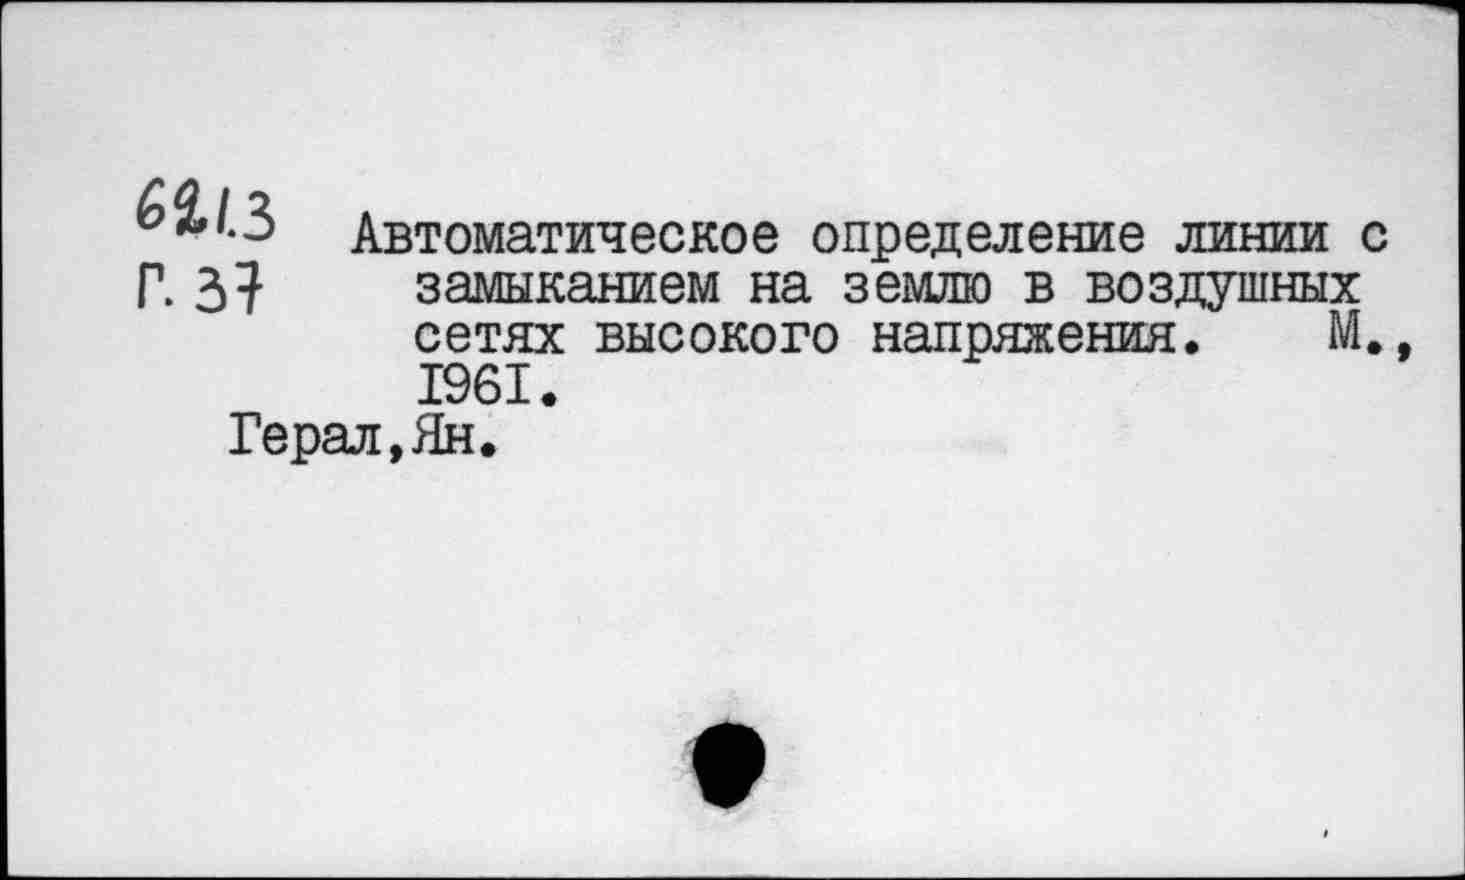 621.3
Автоматическое определение линии с
Г. 37
замыканием на землю в воздушных
сетях высокого напряжения. М.,
1961.
Герал,Ян.